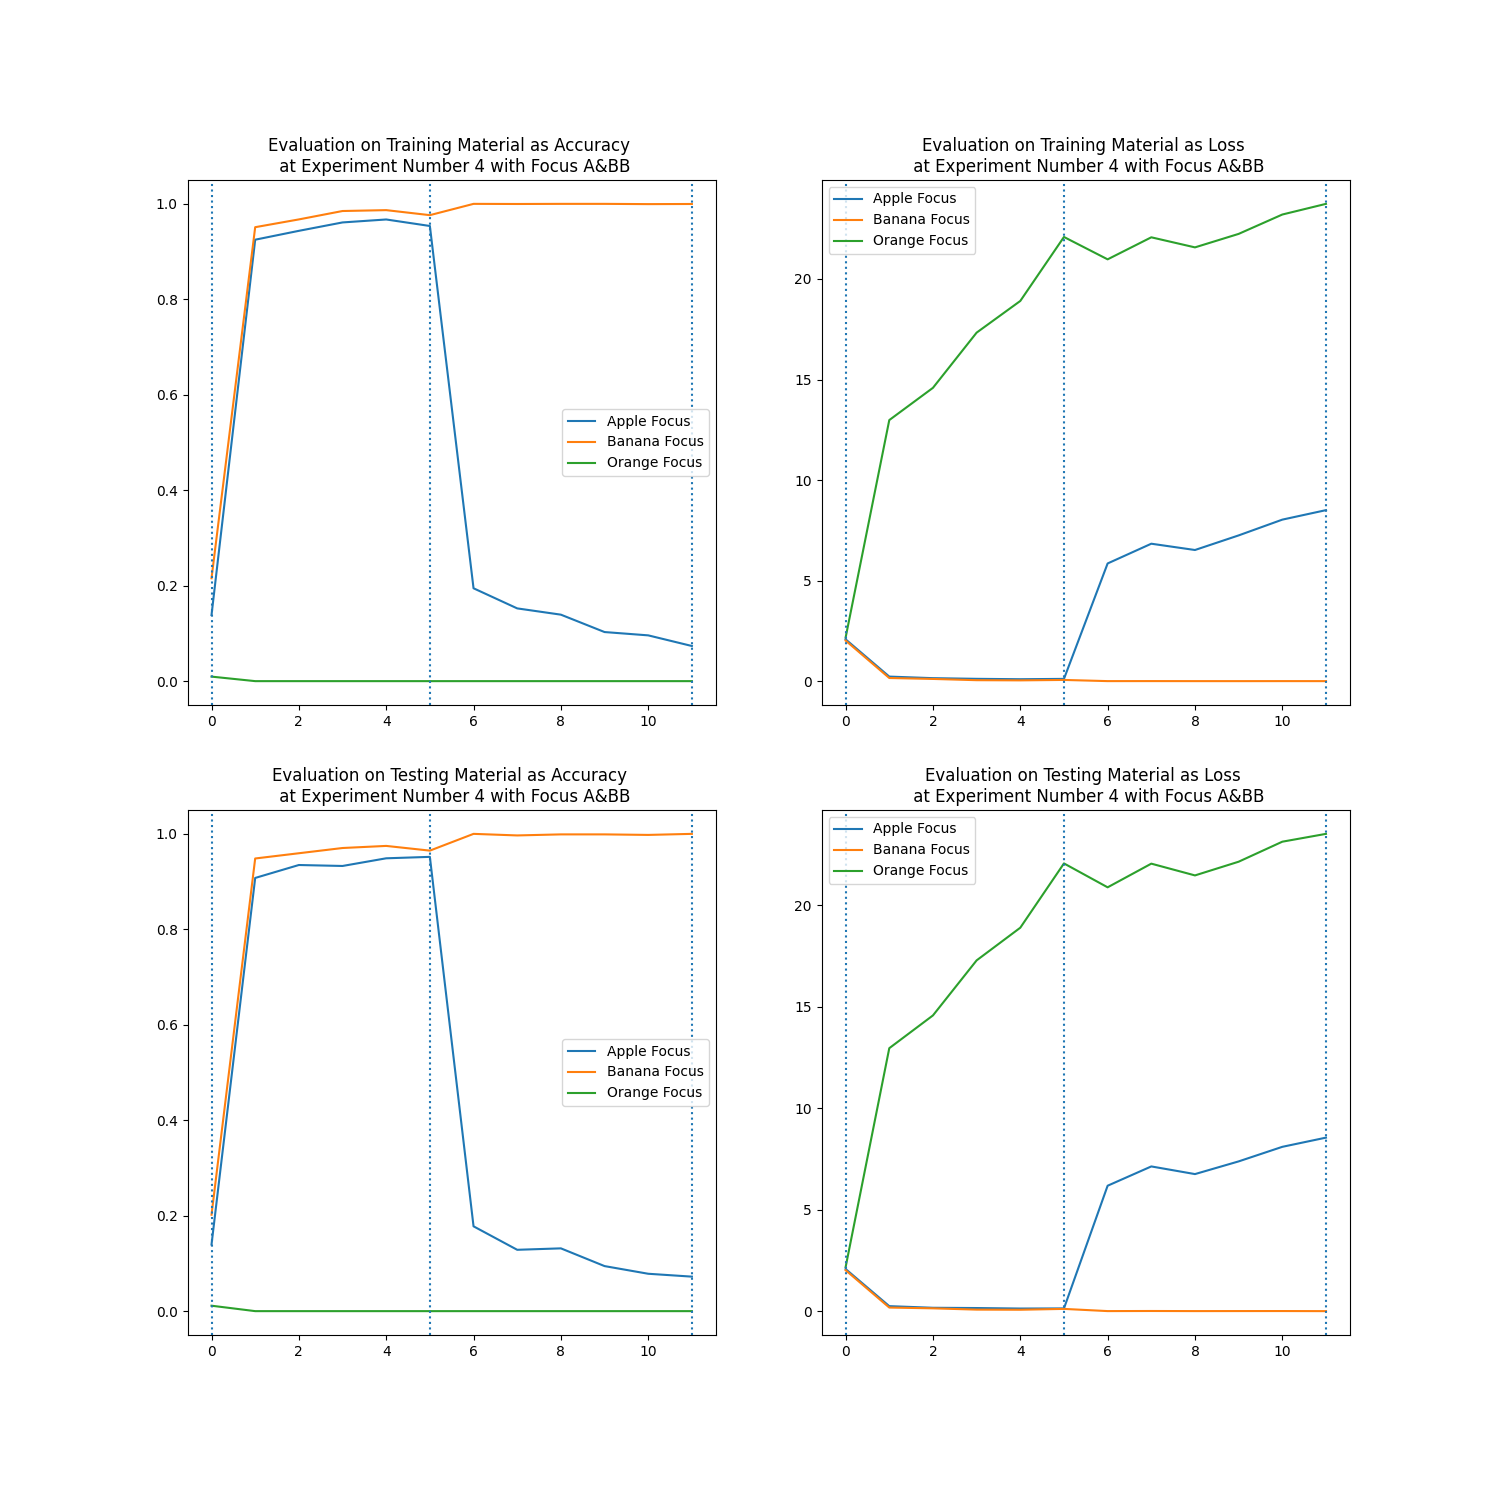 Evaluation on Training Material as Accuracy
at Experiment Number 4 with Focus A&BB
1.0
0.8
0.6
0.4
0.2
0.0
Apple Focus
Banana Focus
Orange Focus
0 2 4 6 8 10
Evaluation on Training Material as Loss
at Experiment Number 4 with Focus A&BB
Apple Focus
Banana Focus
Orange Focus
20
15
10
5
0
0 2 4 6 8 10
Evaluation on Testing Material as Accuracy
at Experiment Number 4 with Focus A&BB
1.0
0.8
0.6
0.4
0.2
0.0
Apple Focus
Banana Focus
Orange Focus
0 2 4 6 8 10
Evaluation on Testing Material as Loss
at Experiment Number 4 with Focus A&BB
Apple Focus
Banana Focus
Orange Focus
20
15
10
5
0
0 2 4 6 8 10